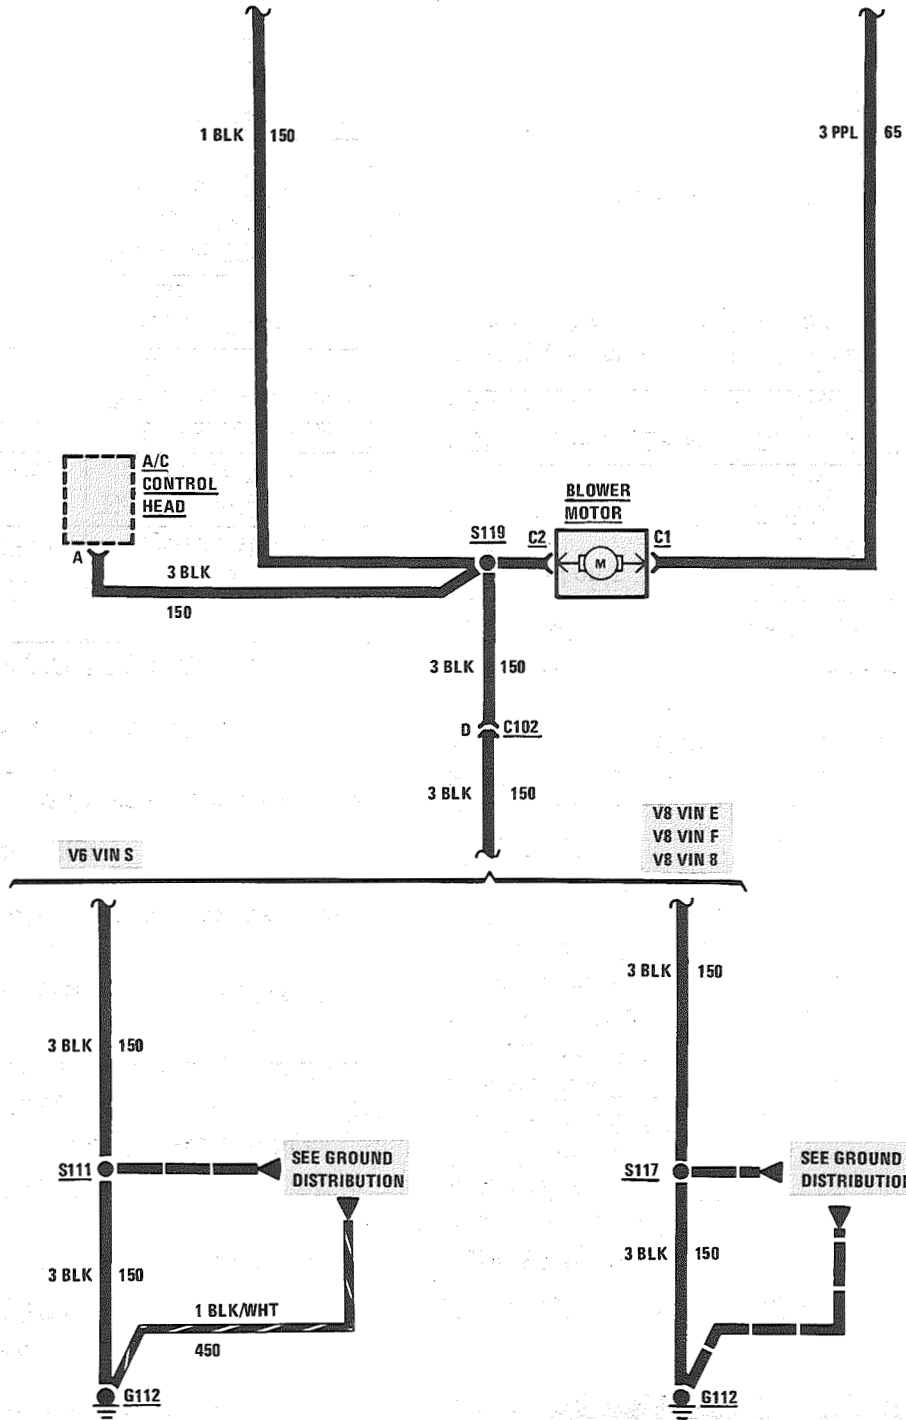 1 BLK 150
3 PPL 65
A/C
CONTROL
HEAD
A
3 BLK
150
S119
BLOWER
MOTOR
C2
M
C1
3 BLK 150
D C102
3 BLK 150
V6 VIN S
V8 VIN E
V8 VIN F
V8 VIN 8
3 BLK 150
3 BLK 150
S111
SEE GROUND
DISTRIBUTION
S117
SEE GROUND
DISTRIBUTION
3 BLK 150
1 BLK/WHT
450
3 BLK 150
G112
G112